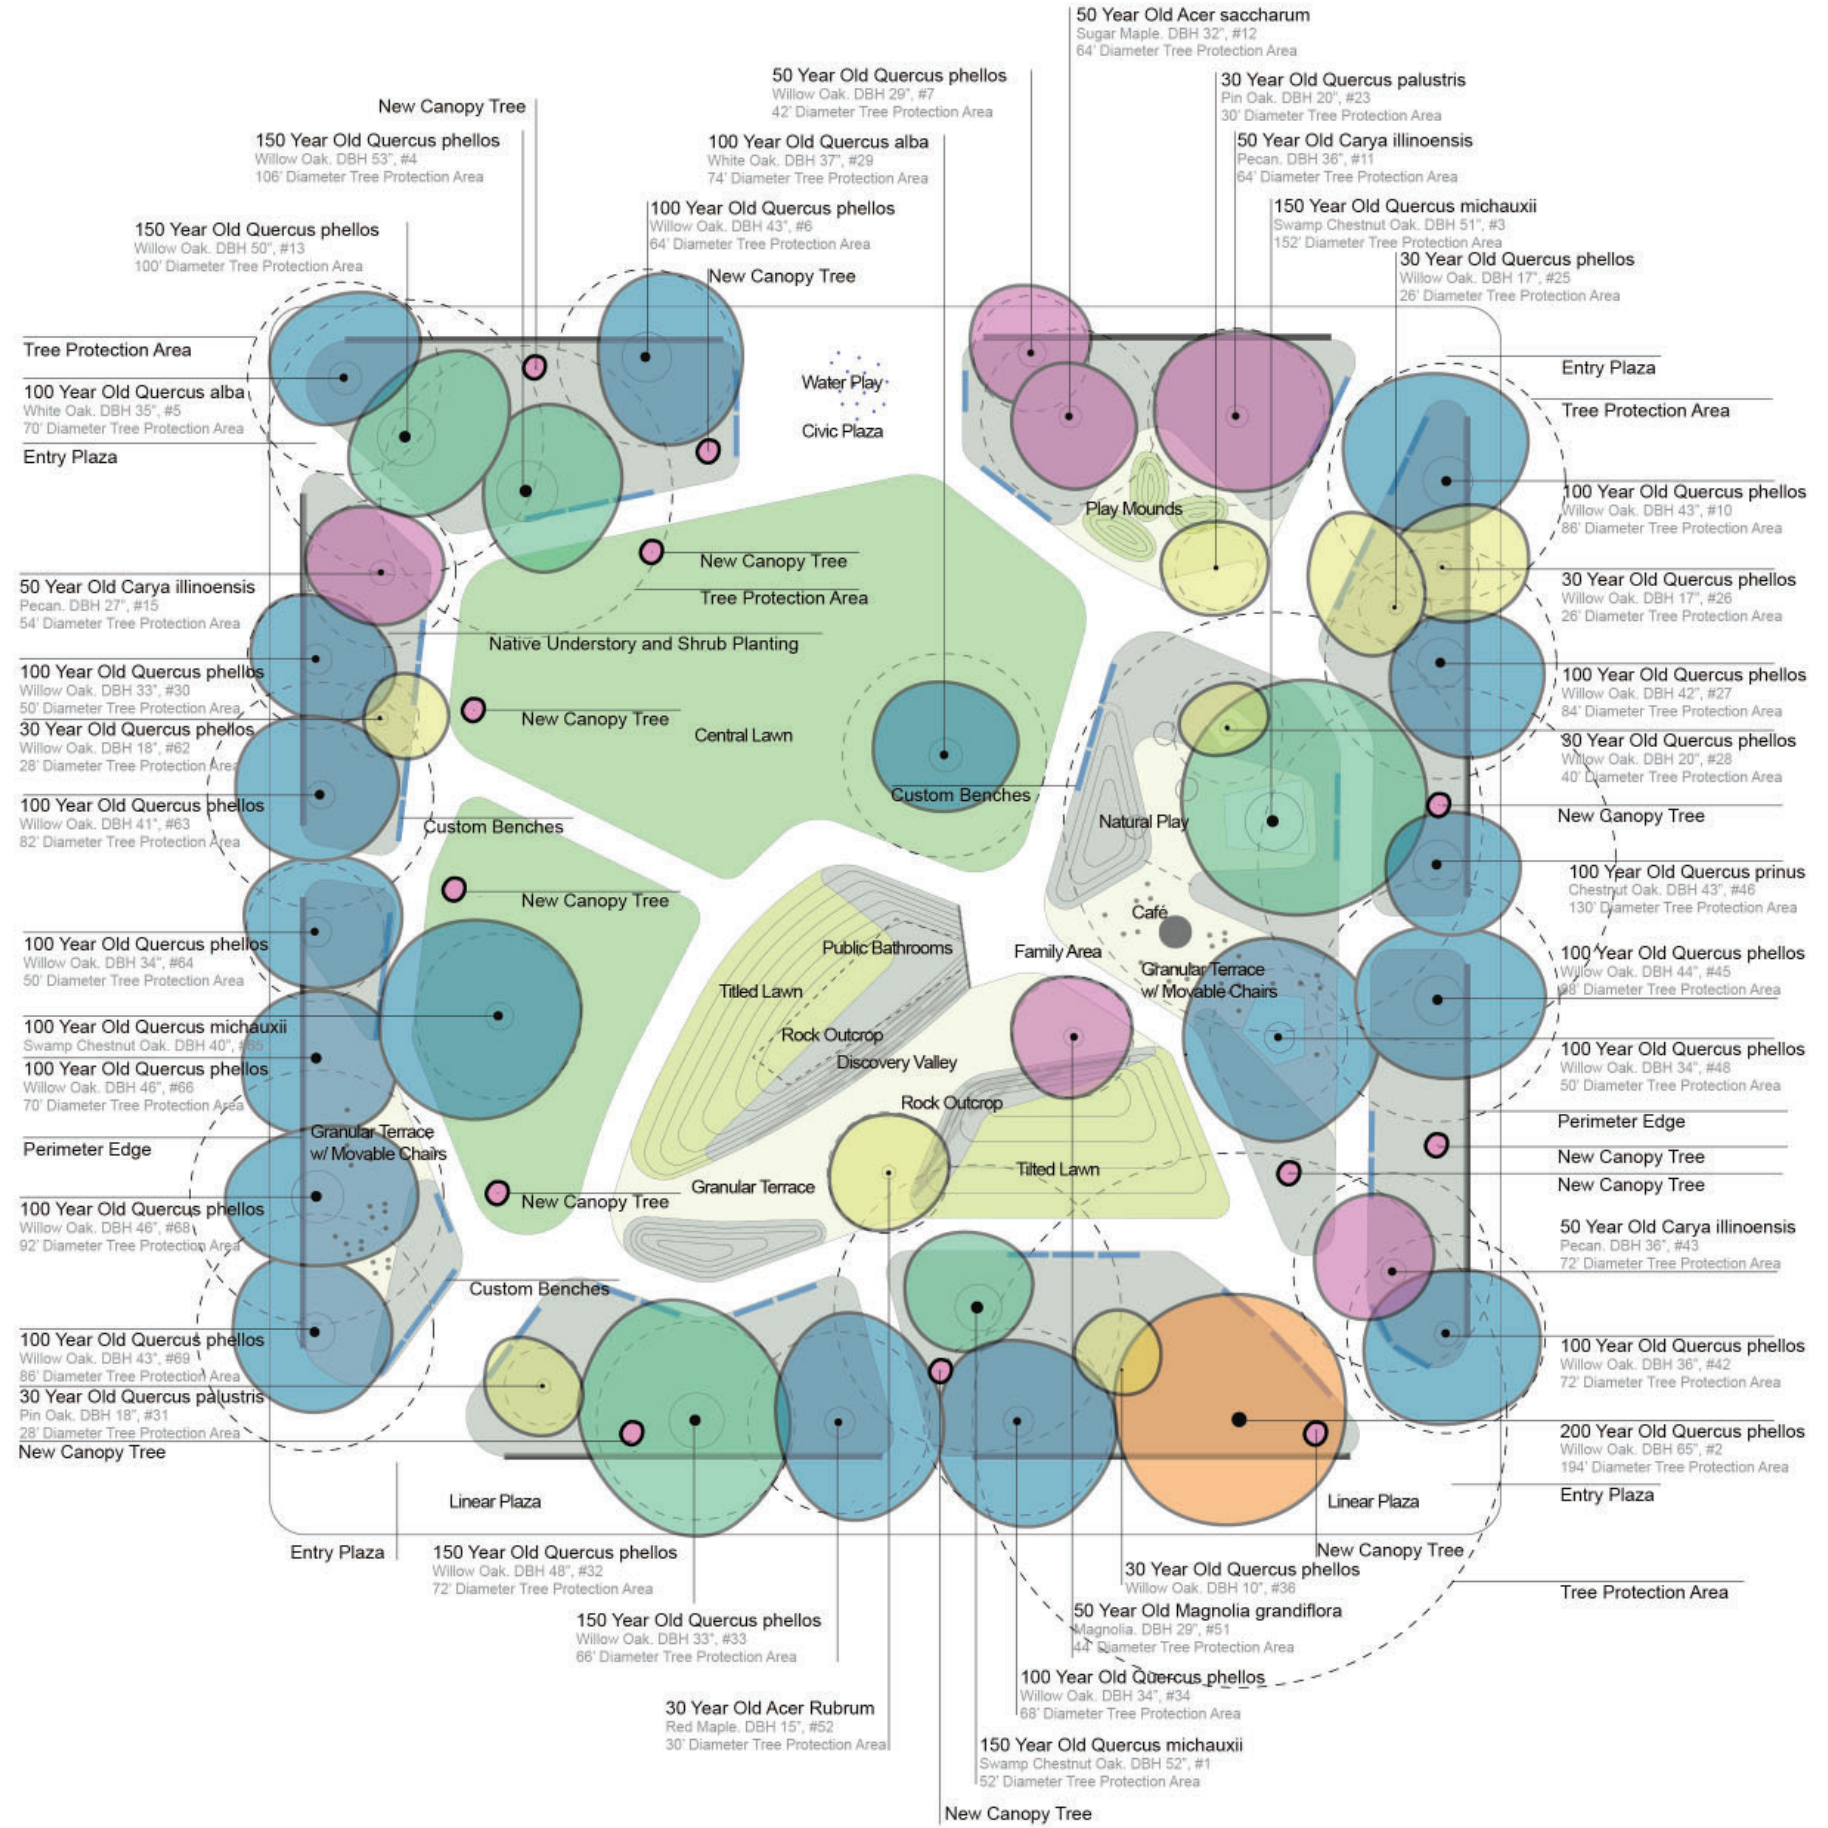 50 Year Old Acer saccharum
Sugar Maple. DBH 32", #12
64' Diameter Tree Protection Area
50 Year Old Quercus phellos
Willow Oak. DBH 29", #7
42' Diameter Tree Protection Area
30 Year Old Quercus palustris
Pin Oak. DBH 20", #23
30' Diameter Tree Protection Area
New Canopy Tree
150 Year Old Quercus phellos
Willow Oak. DBH 53", #4
106' Diameter Tree Protection Area
100 Year Old Quercus alba
White Oak. DBH 37", #29
74' Diameter Tree Protection Area
50 Year Old Carya illinoensis
Pecan. DBH 36", #11
64' Diameter Tree Protection Area
150 Year Old Quercus phellos
Willow Oak. DBH 50", #13
100' Diameter Tree Protection Area
100 Year Old Quercus phellos
Willow Oak. DBH 43", #6
64' Diameter Tree Protection Area
New Canopy Tree
150 Year Old Quercus michauxii
Swamp Chestnut Oak. DBH 51", #3
152' Diameter Tree Protection Area
30 Year Old Quercus phellos
Willow Oak. DBH 17", #25
26' Diameter Tree Protection Area
Tree Protection Area
100 Year Old Quercus alba
White Oak. DBH 35", #5
70' Diameter Tree Protection Area
Entry Plaza
Water Play
Civic Plaza
Play Mounds
Entry Plaza
Tree Protection Area
100 Year Old Quercus phellos
Willow Oak. DBH 43", #10
86' Diameter Tree Protection Area
30 Year Old Quercus phellos
Willow Oak. DBH 17", #26
26' Diameter Tree Protection Area
100 Year Old Quercus phellos
Willow Oak. DBH 42", #27
84' Diameter Tree Protection Area
30 Year Old Quercus phellos
Willow Oak. DBH 20", #28
40' Diameter Tree Protection Area
New Canopy Tree
100 Year Old Quercus prinus
Chestnut Oak. DBH 43", #46
130' Diameter Tree Protection Area
100 Year Old Quercus phellos
Willow Oak. DBH 44", #45
98' Diameter Tree Protection Area
100 Year Old Quercus phellos
Willow Oak. DBH 34", #48
50' Diameter Tree Protection Area
Perimeter Edge
New Canopy Tree
New Canopy Tree
50 Year Old Carya illinoensis
Pecan. DBH 36", #43
72' Diameter Tree Protection Area
100 Year Old Quercus phellos
Willow Oak. DBH 36", #42
72' Diameter Tree Protection Area
200 Year Old Quercus phellos
Willow Oak. DBH 65", #2
194' Diameter Tree Protection Area
Entry Plaza
Tree Protection Area
New Canopy Tree
Tree Protection Area
Native Understory and Shrub Planting
New Canopy Tree
Central Lawn
Custom Benches
Natural Play
Custom Benches
New Canopy Tree
Café
Public Bathrooms
Family Area
Granular Terrace
w/ Movable Chairs
Titled Lawn
Rock Outcrop
Discovery Valley
Rock Outcrop
Tilted Lawn
Granular Terrace
New Canopy Tree
Granular Terrace
w/ Movable Chairs
Custom Benches
50 Year Old Carya illinoensis
Pecan. DBH 27", #15
54' Diameter Tree Protection Area
100 Year Old Quercus phellos
Willow Oak. DBH 33", #30
50' Diameter Tree Protection Area
30 Year Old Quercus phellos
Willow Oak. DBH 18", #62
28' Diameter Tree Protection Area
100 Year Old Quercus phellos
Willow Oak. DBH 41", #63
82' Diameter Tree Protection Area
100 Year Old Quercus phellos
Willow Oak. DBH 34", #64
50' Diameter Tree Protection Area
100 Year Old Quercus michauxii
Swamp Chestnut Oak. DBH 40", #65
100 Year Old Quercus phellos
Willow Oak. DBH 46", #66
70' Diameter Tree Protection Area
Perimeter Edge
100 Year Old Quercus phellos
Willow Oak. DBH 46", #68
92' Diameter Tree Protection Area
100 Year Old Quercus phellos
Willow Oak. DBH 43", #69
86' Diameter Tree Protection Area
30 Year Old Quercus palustris
Pin Oak. DBH 18", #31
28' Diameter Tree Protection Area
New Canopy Tree
Linear Plaza
Linear Plaza
Entry Plaza
150 Year Old Quercus phellos
Willow Oak. DBH 48", #32
72' Diameter Tree Protection Area
New Canopy Tree
30 Year Old Quercus phellos
Willow Oak. DBH 10", #36
150 Year Old Quercus phellos
Willow Oak. DBH 33", #33
66' Diameter Tree Protection Area
50 Year Old Magnolia grandiflora
Magnolia. DBH 29", #51
44' Diameter Tree Protection Area
100 Year Old Quercus phellos
Willow Oak. DBH 34", #34
68' Diameter Tree Protection Area
30 Year Old Acer Rubrum
Red Maple. DBH 15", #52
30' Diameter Tree Protection Area
150 Year Old Quercus michauxii
Swamp Chestnut Oak. DBH 52", #1
52' Diameter Tree Protection Area
New Canopy Tree